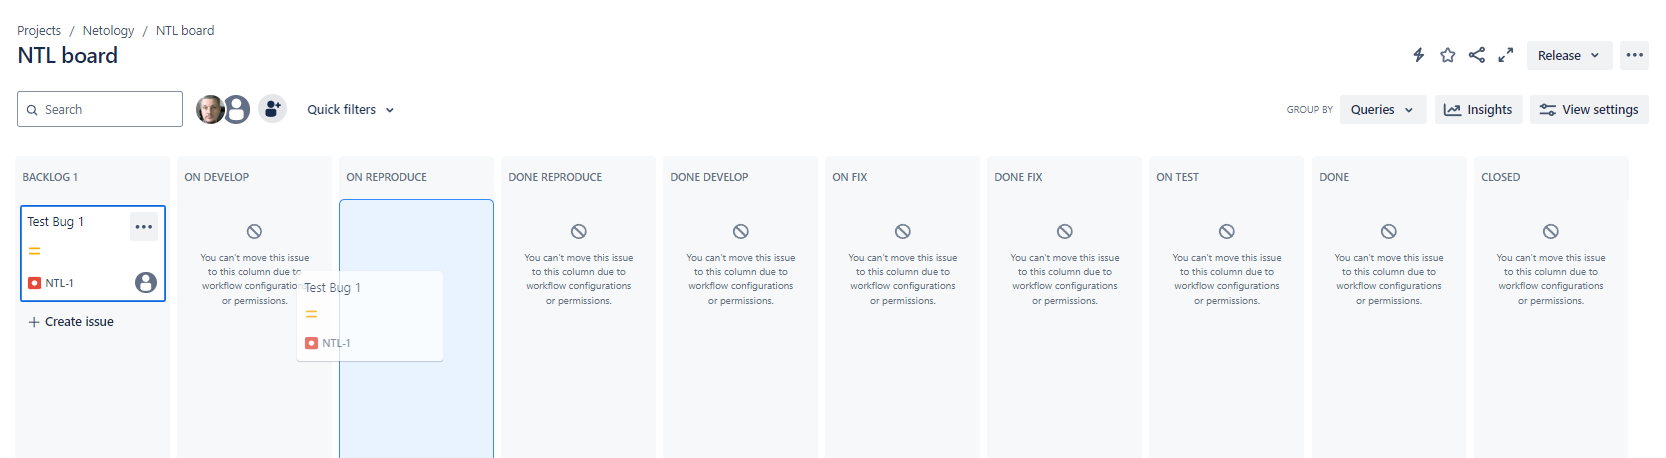 Projects / Netology / NTL board
NTL board
Release
Search
Quick filters
GROUP BY
Queries
Insights
View settings
BACKLOG 1
Test Bug 1
NTL-1
Create issue
ON DEVELOP
You can't move this issue
to this column due to
workflow configurations
or permissions.
ON REPRODUCE
Test Bug 1
NTL-1
DONE REPRODUCE
You can't move this issue
to this column due to
workflow configurations
or permissions.
DONE DEVELOP
You can't move this issue
to this column due to
workflow configurations
or permissions.
ON FIX
You can't move this issue
to this column due to
workflow configurations
or permissions.
DONE FIX
You can't move this issue
to this column due to
workflow configurations
or permissions.
ON TEST
You can't move this issue
to this column due to
workflow configurations
or permissions.
DONE
You can't move this issue
to this column due to
workflow configurations
or permissions.
CLOSED
You can't move this issue
to this column due to
workflow configurations
or permissions.